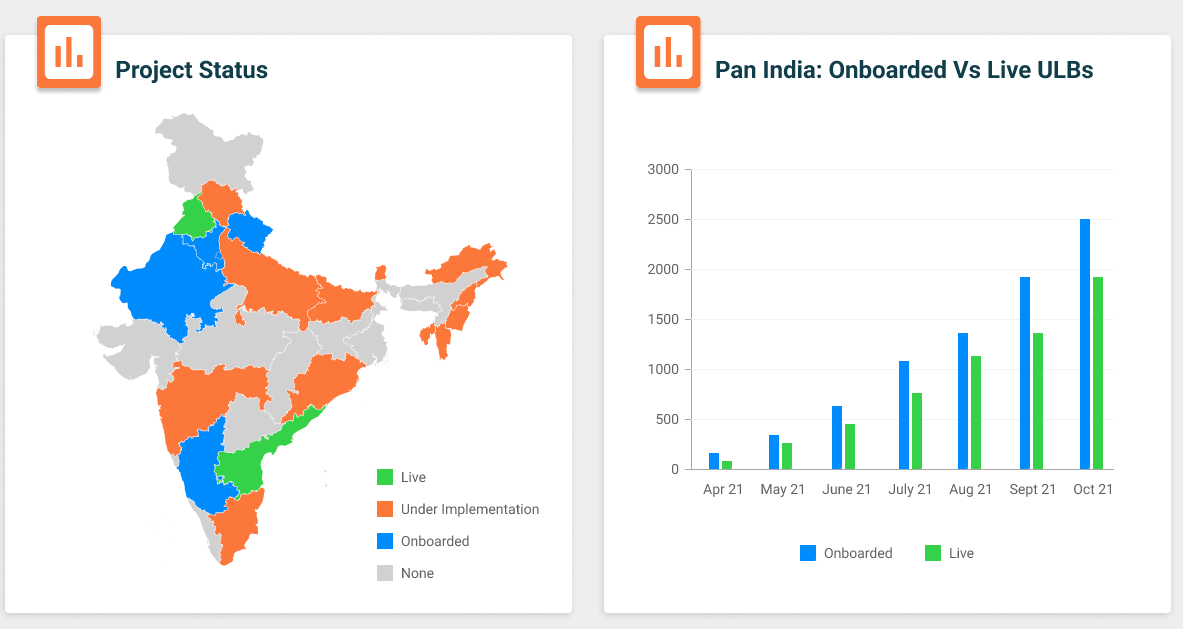 Project Status
Live
Under Implementation
Onboarded
None
Pan India: Onboarded Vs Live ULBs
3000
2500
2000
1500
1000
500
0
Apr 21 May 21 June 21 July 21 Aug 21 Sept 21 Oct 21
Onboarded Live